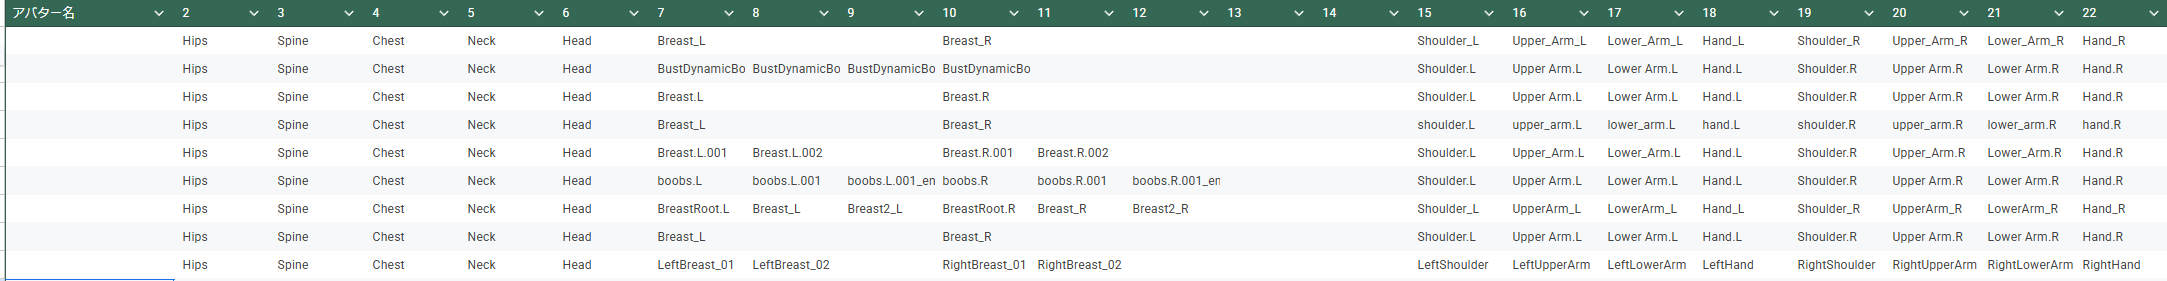 アバター名 2 3 4 5 6 7 8 9 10 11 12 13 14 15 16 17 18 19 20 21 22
Hips Spine Chest Neck Head Breast_L Breast_R Shoulder_L Upper_Arm_L Lower_Arm_L Hand_L Shoulder_R Upper_Arm_R Lower_Arm_R Hand_R
Hips Spine Chest Neck Head BustDynamicBo BustDynamicBo BustDynamicBo BustDynamicBo Shoulder.L Upper Arm.L Lower Arm.L Hand.L Shoulder.R Upper Arm.R Lower Arm.R Hand.R
Hips Spine Chest Neck Head Breast.L Breast.R Shoulder.L Upper Arm.L Lower Arm.L Hand.L Shoulder.R Upper Arm.R Lower Arm.R Hand.R
Hips Spine Chest Neck Head Breast_L Breast_R shoulder.L upper_arm.L lower_arm.L hand.L shoulder.R upper_arm.R lower_arm.R hand.R
Hips Spine Chest Neck Head Breast.L.001 Breast.L.002 Breast.R.001 Breast.R.002 Shoulder.L Upper_Arm.L Lower_Arm.L Hand.L Shoulder.R Upper_Arm.R Lower_Arm.R Hand.R
Hips Spine Chest Neck Head boobs.L boobs.L.001 boobs.L.001_en boobs.R boobs.R.001 boobs.R.001_en Shoulder.L Upper Arm.L Lower Arm.L Hand.L Shoulder.R Upper Arm.R Lower Arm.R Hand.R
Hips Spine Chest Neck Head BreastRoot.L Breast_L Breast2_L BreastRoot.R Breast_R Breast2_R Shoulder_L UpperArm_L LowerArm_L Hand_L Shoulder_R UpperArm_R LowerArm_R Hand_R
Hips Spine Chest Neck Head Breast_L Breast_R Shoulder.L Upper Arm.L Lower Arm.L Hand.L Shoulder.R Upper Arm.R Lower Arm.R Hand.R
Hips Spine Chest Neck Head LeftBreast_01 LeftBreast_02 RightBreast_01 RightBreast_02 LeftShoulder LeftUpperArm LeftLowerArm LeftHand RightShoulder RightUpperArm RightLowerArm RightHand